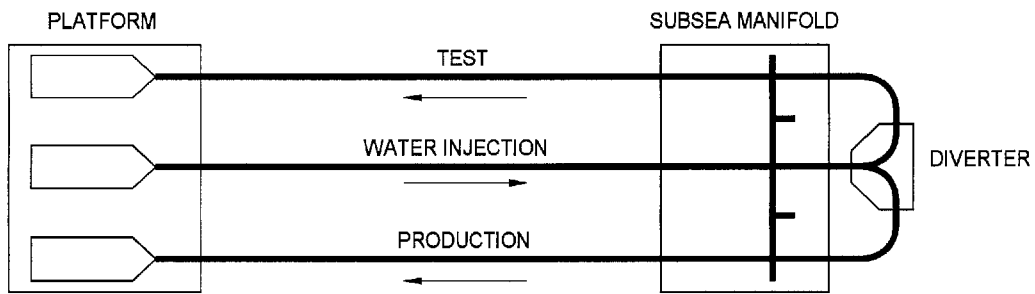 PLATFORM
SUBSEA MANIFOLD
TEST
WATER INJECTION
DIVERTER
PRODUCTION